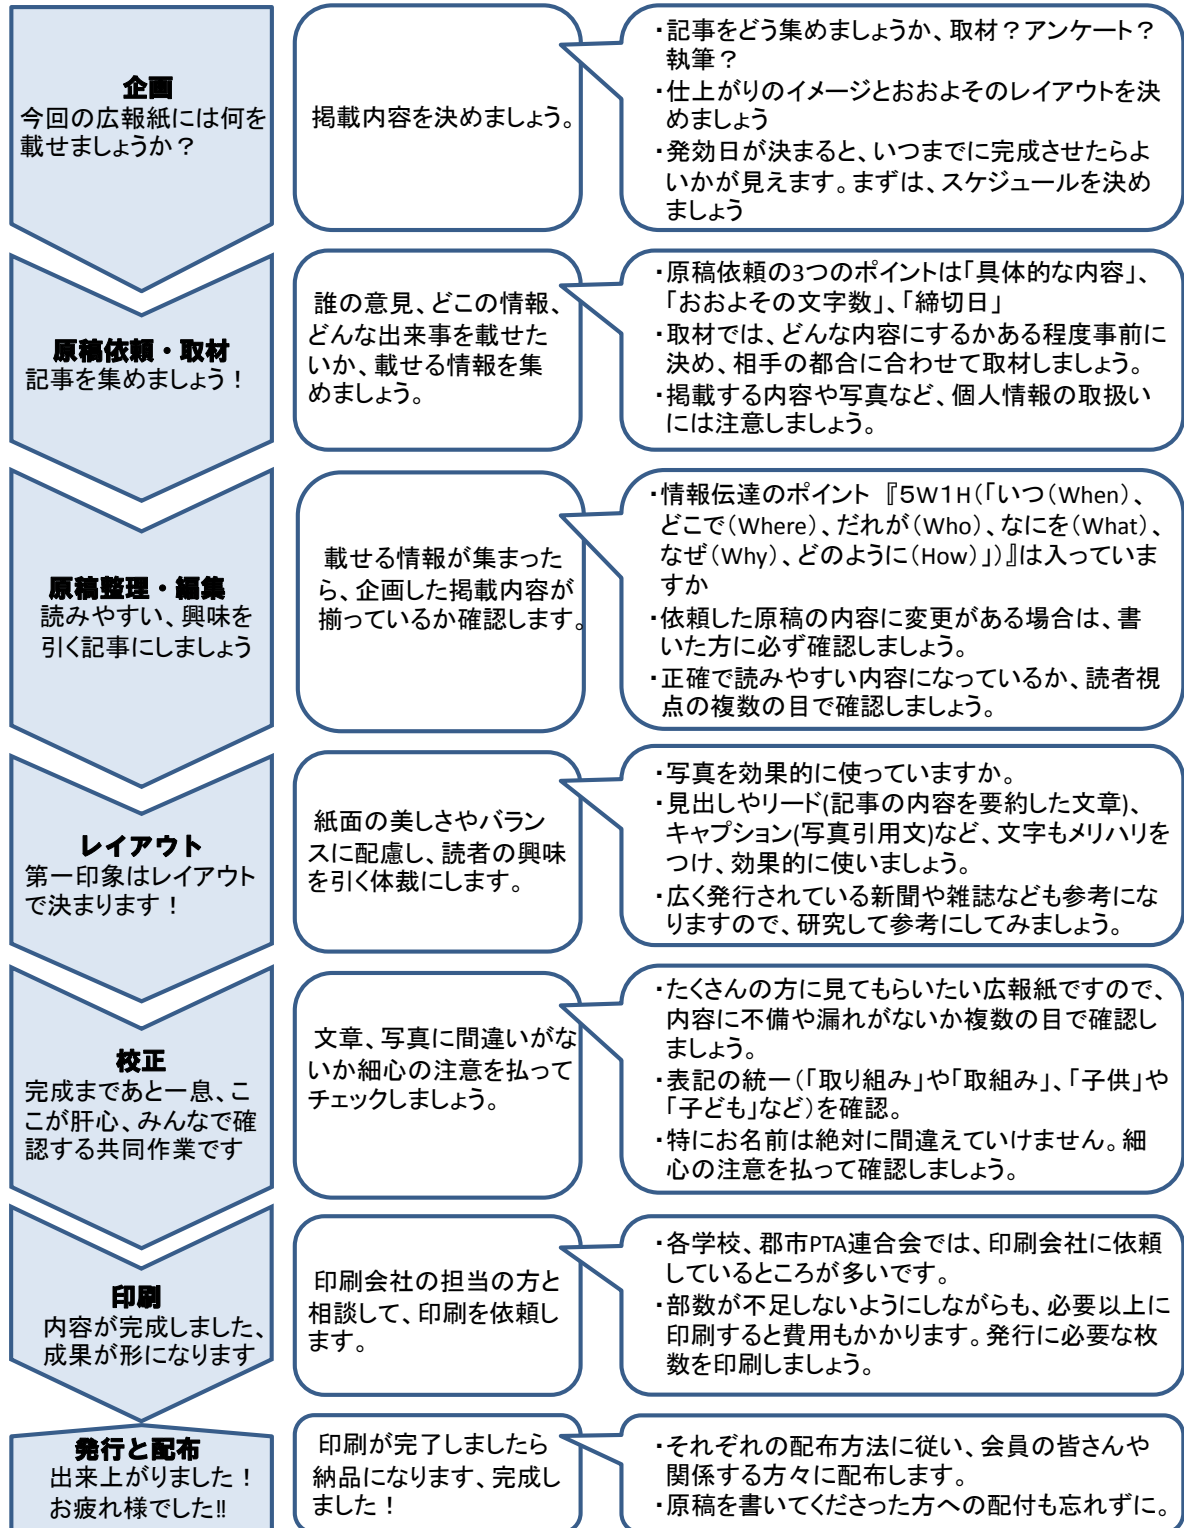 企画
今回の広報紙には何を
載せましょうか？
掲載内容を決めましょう。
・記事をどう集めましょうか、取材？アンケート？
執筆？
・仕上がりのイメージとおおよそのレイアウトを決
めましょう
・発効日が決まると、いつまでに完成させたらよ
いかが見えます。まずは、スケジュールを決め
ましょう
原稿依頼・取材
記事を集めましょう！
誰の意見、どこの情報、
どんな出来事を載せた
いか、載せる情報を集
めましょう。
・原稿依頼の3つのポイントは「具体的な内容」、
「おおよその文字数」、「締切日」
・取材では、どんな内容にするかある程度事前に
決め、相手の都合に合わせて取材しましょう。
・掲載する内容や写真など、個人情報の取扱い
には注意しましょう。
原稿整理・編集
読みやすい、興味を
引く記事にしましょう
載せる情報が集まった
ら、企画した掲載内容が
揃っているか確認します。
・情報伝達のポイント 『５Ｗ１Ｈ（「いつ（When）、
どこで（Where）、だれが（Who）、なにを（What）、
なぜ（Why）、どのように（How）」）』は入っていま
すか
・依頼した原稿の内容に変更がある場合は、書
いた方に必ず確認しましょう。
・正確で読みやすい内容になっているか、読者視
点の複数の目で確認しましょう。
レイアウト
第一印象はレイアウト
で決まります！
紙面の美しさやバラン
スに配慮し、読者の興味
を引く体裁にします。
・写真を効果的に使っていますか。
・見出しやリード(記事の内容を要約した文章)、
キャプション(写真引用文)など、文字もメリハリを
つけ、効果的に使いましょう。
・広く発行されている新聞や雑誌なども参考にな
りますので、研究して参考にしてみましょう。
校正
完成まであと一息、こ
こが肝心、みんなで確
認する共同作業です
文章、写真に間違いがな
いか細心の注意を払って
チェックしましょう。
・たくさんの方に見てもらいたい広報紙ですので、
内容に不備や漏れがないか複数の目で確認し
ましょう。
・表記の統一（「取り組み」や「取組み」、「子供」や
「子ども」など）を確認。
・特にお名前は絶対に間違えていけません。細
心の注意を払って確認しましょう。
印刷
内容が完成しました、
成果が形になります
印刷会社の担当の方と
相談して、印刷を依頼し
ます。
・各学校、郡市PTA連合会では、印刷会社に依頼
しているところが多いです。
・部数が不足しないようにしながらも、必要以上に
印刷すると費用もかかります。発行に必要な枚
数を印刷しましょう。
発行と配布
出来上がりました！
お疲れ様でした!!
印刷が完了しましたら
納品になります、完成し
ました！
・それぞれの配布方法に従い、会員の皆さんや
関係する方々に配布します。
・原稿を書いてくださった方への配付も忘れずに。